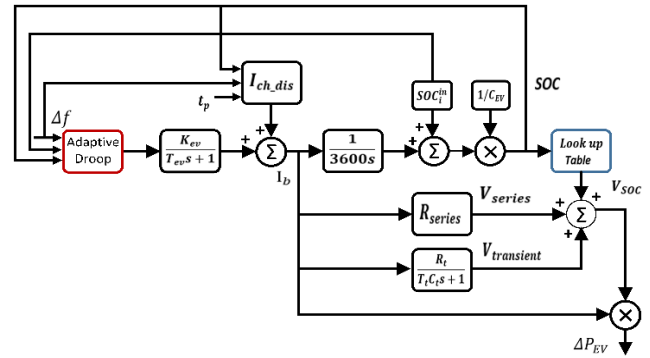 I_ch_dis
SOC_i^in
1/C_EV
SOC
t_p
Δf
Adaptive
Droop
K_ev
T_ev s + 1
+
+
Σ
I_b
1
3600s
+
+
Σ
×
Look up
Table
V_SOC
R_series
V_series
+
+
+
+
Σ
R_t
T_t C_t s + 1
V_transient
×
ΔP_EV